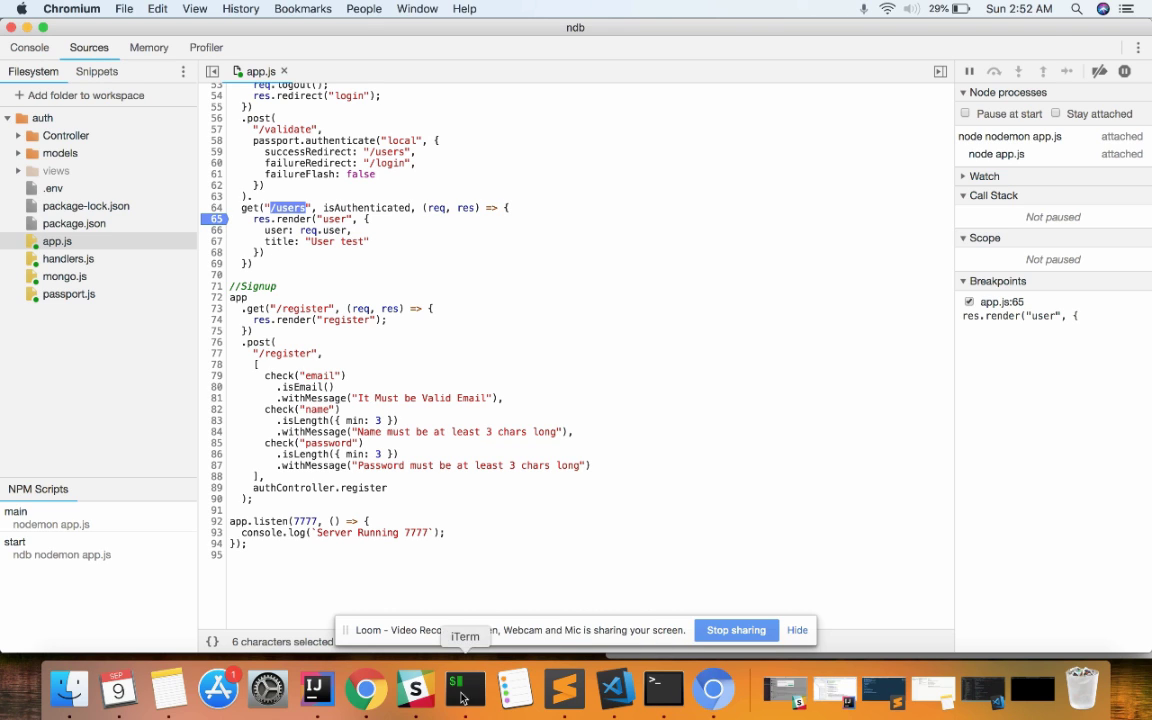 Chromium File Edit View History Bookmarks People Window Help 29% Sun 2:52 AM
ndb
Console Sources Memory Profiler
Filesystem Snippets
app.js ×
+ Add folder to workspace
auth
Controller
models
views
.env
package-lock.json
package.json
app.js
handlers.js
mongo.js
passport.js
NPM Scripts
main
nodemon app.js
start
ndb nodemon app.js
53 req.logout();
54 res.redirect("login");
55 })
56 .post(
57 "/validate",
58 passport.authenticate("local", {
59 successRedirect: "/users",
60 failureRedirect: "/login",
61 failureFlash: false
62 })
63 ).
64 get("/users", isAuthenticated, (req, res) => {
65 res.render("user", {
66 user: req.user,
67 title: "User test"
68 })
69 })
70
71 //Signup
72 app
73 .get("/register", (req, res) => {
74 res.render("register");
75 })
76 .post(
77 "/register",
78 [
79 check("email")
80 .isEmail()
81 .withMessage("It Must be Valid Email"),
82 check("name")
83 .isLength({ min: 3 })
84 .withMessage("Name must be at least 3 chars long"),
85 check("password")
86 .isLength({ min: 3 })
87 .withMessage("Password must be at least 3 chars long")
88 ],
89 authController.register
90 );
91
92 app.listen(7777, () => {
93 console.log(`Server Running 7777`);
94 });
95
{} 6 characters selected
Node processes
Pause at start Stay attached
node nodemon app.js attached
node app.js attached
Watch
Call Stack
Not paused
Scope
Not paused
Breakpoints
app.js:65
res.render("user", {
Loom - Video Reco en, Webcam and Mic is sharing your screen. Stop sharing Hide
iTerm
SEP
9
1
IJ
S
$
>_